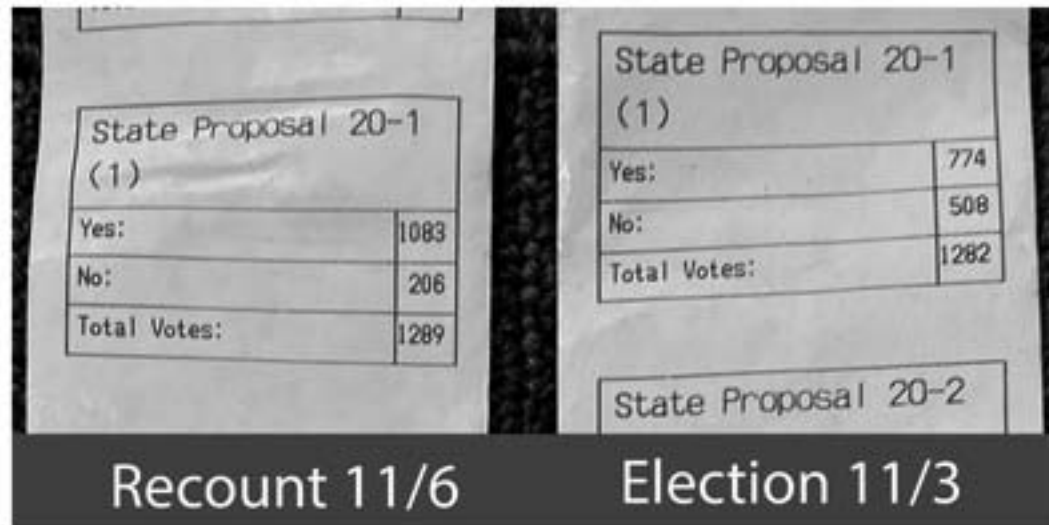 State Proposal 20-1
(1)
Yes: 1083
No: 206
Total Votes: 1289
Recount 11/6
State Proposal 20-1
(1)
Yes: 774
No: 508
Total Votes: 1282
State Proposal 20-2
Election 11/3